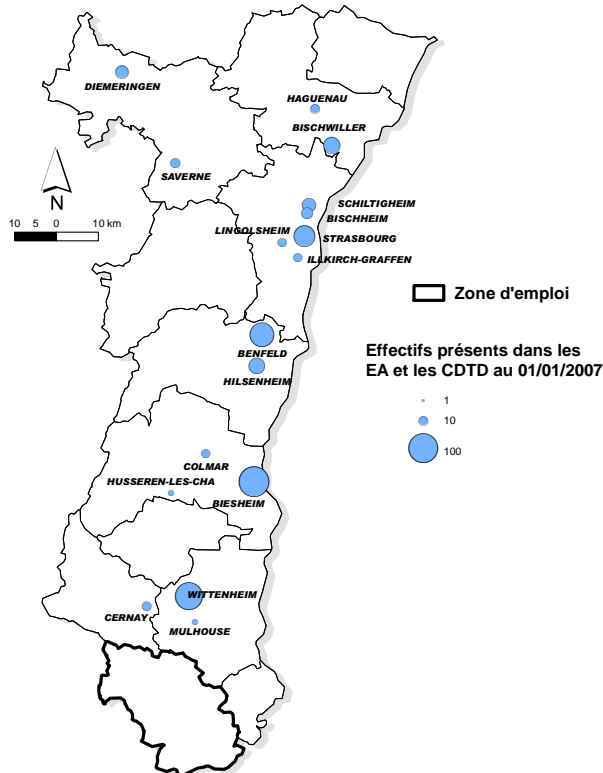 DIEMERINGEN
HAGUENAU
BISCHWILLER
SAVERNE
N
10 5 0 10 km
SCHILTIGHEIM
BISCHHEIM
LINGOLSHEIM
STRASBOURG
ILLKIRCH-GRAFFEN
Zone d'emploi
BENFELD
HILSENHEIM
Effectifs présents dans les
EA et les CDTD au 01/01/2007
1
10
100
COLMAR
HUSSEREN-LES-CHA
BIESHEIM
WITTENHEIM
CERNAY
MULHOUSE